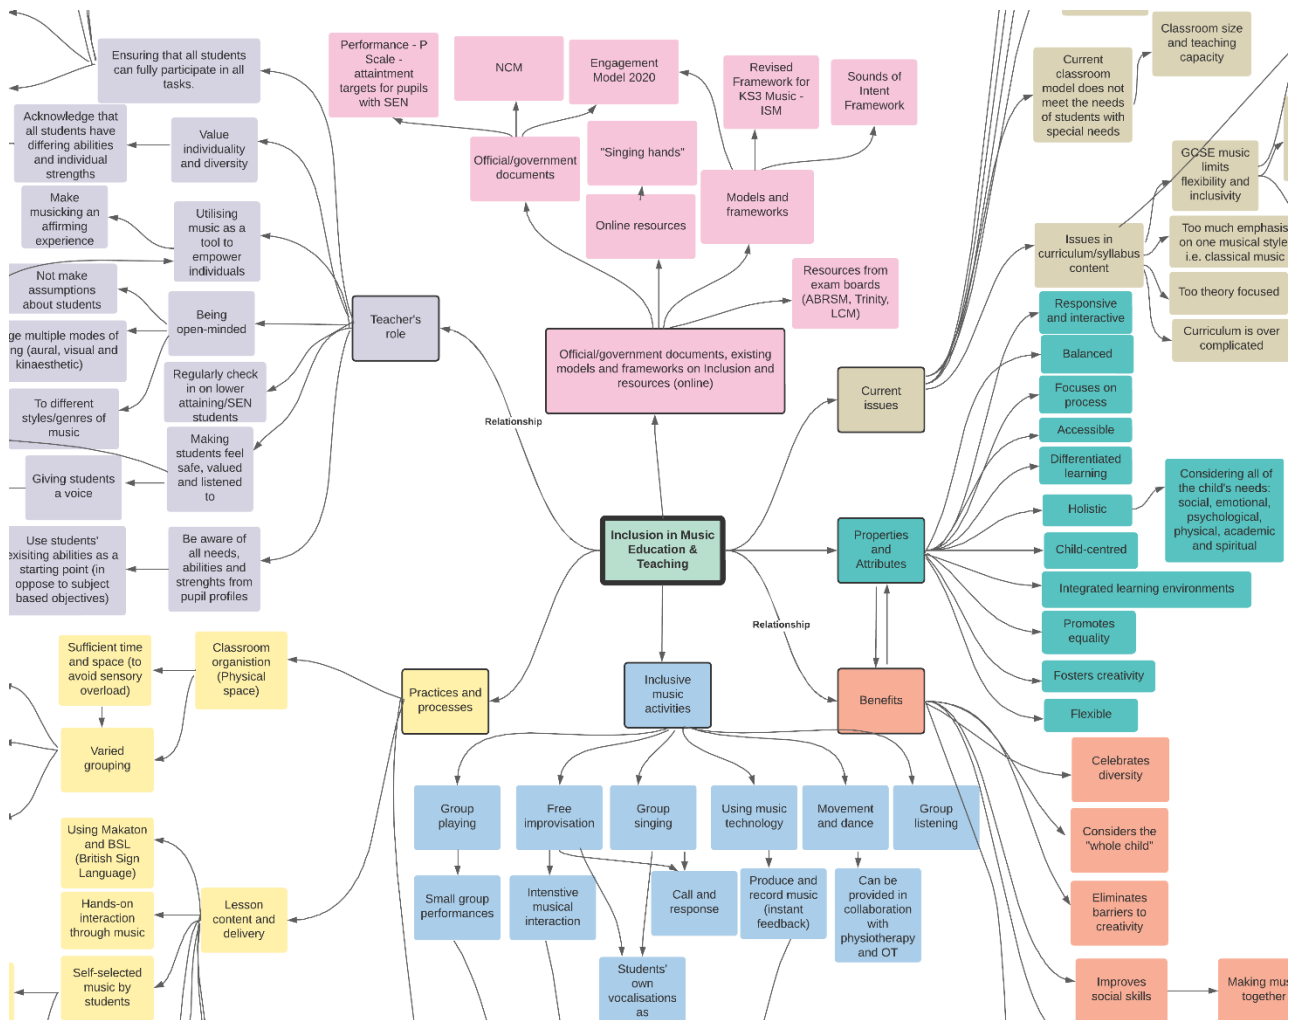 Ensuring that all students
can fully participate in all
tasks.
Acknowledge that
all students have
differing abilities
and individual
strengths
Value
individuality
and diversity
Make
musicking an
affirming
experience
Utilising
music as a
tool to
empower
individuals
Not make
assumptions
about students
Being
open-minded
ge multiple modes of
ng (aural, visual and
kinaesthetic)
To different
styles/genres of
music
Regularly check
in on lower
attaining/SEN
students
Making
students feel
safe, valued
and listened
to
Giving students
a voice
Use students'
exisiting abilities as a
starting point (in
oppose to subject
based objectives)
Be aware of
all needs,
abilities and
strenghts from
pupil profiles
Teacher's
role
Relationship
Performance - P
Scale -
attaintment
targets for pupils
with SEN
NCM
Engagement
Model 2020
Revised
Framework for
KS3 Music -
ISM
Sounds of
Intent
Framework
Official/government
documents
"Singing hands"
Online resources
Models and
frameworks
Resources from
exam boards
(ABRSM, Trinity,
LCM)
Official/government documents, existing
models and frameworks on Inclusion and
resources (online)
Current
issues
Classroom size
and teaching
capacity
Current
classroom
model does not
meet the needs
of students with
special needs
GCSE music
limits
flexibility and
inclusivity
Issues in
curriculum/syllabus
content
Too much emphasis
on one musical style
i.e. classical music
Too theory focused
Curriculum is over
complicated
Inclusion in Music
Education &
Teaching
Properties
and
Attributes
Responsive
and interactive
Balanced
Focuses on
process
Accessible
Differentiated
learning
Holistic
Considering all of
the child's needs:
social, emotional,
psychological,
physical, academic
and spiritual
Child-centred
Integrated learning environments
Promotes
equality
Fosters creativity
Flexible
Relationship
Benefits
Celebrates
diversity
Considers the
"whole child"
Eliminates
barriers to
creativity
Improves
social skills
Making mus
together
Practices and
processes
Classroom
organistion
(Physical
space)
Sufficient time
and space (to
avoid sensory
overload)
Varied
grouping
Using Makaton
and BSL
(British Sign
Language)
Hands-on
interaction
through music
Lesson
content and
delivery
Self-selected
music by
students
Inclusive
music
activities
Group
playing
Free
improvisation
Group
singing
Using music
technology
Movement
and dance
Group
listening
Small group
performances
Intenstive
musical
interaction
Call and
response
Produce and
record music
(instant
feedback)
Can be
provided in
collaboration
with
physiotherapy
and OT
Students'
own
vocalisations
as